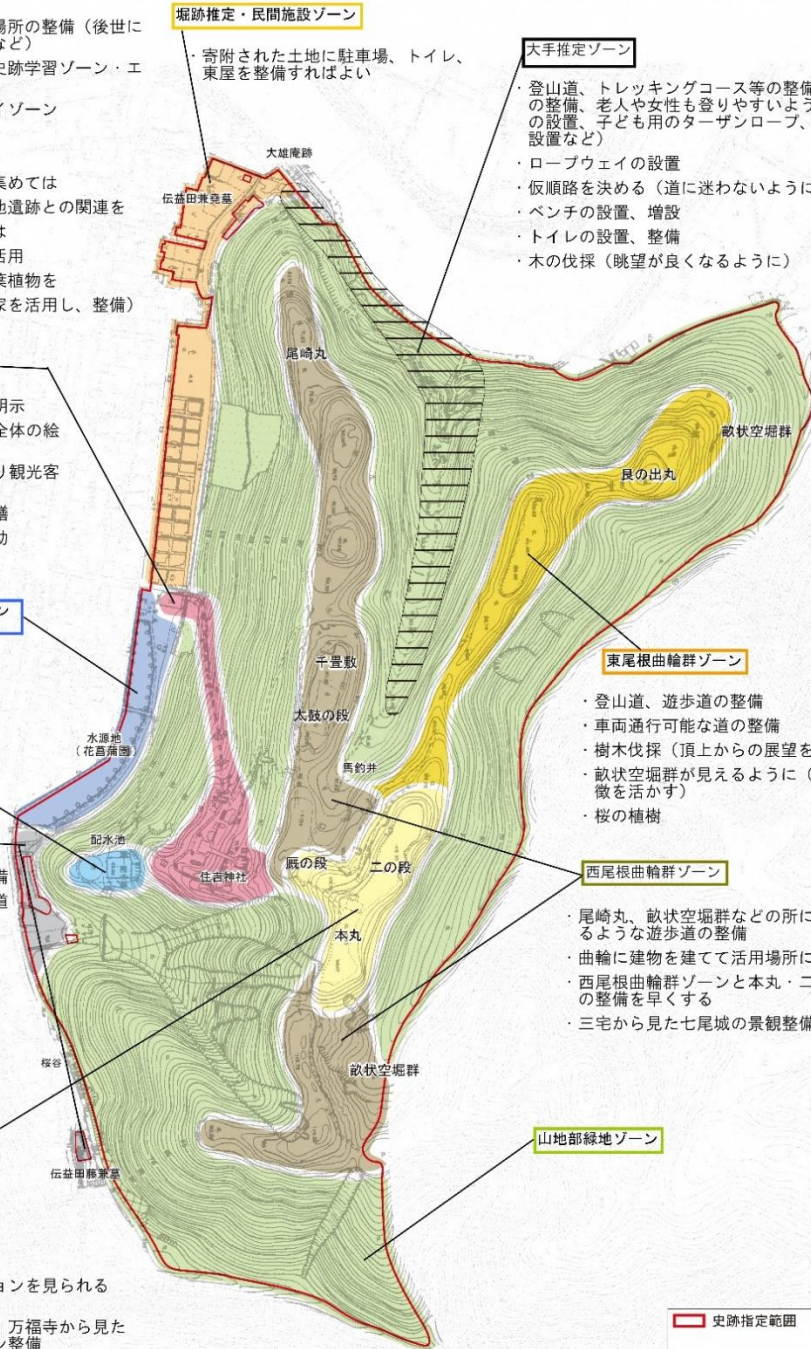 場所の整備（後世に
など）
史跡学習ゾーン・エ
イゾーン
集めては
地遺跡との関連を
は
活用
葉植物を
家を活用し、整備）
堀跡推定・民間施設ゾーン
・寄附された土地に駐車場、トイレ、
東屋を整備すればよい
大手推定ゾーン
・登山道、トレッキングコース等の整備
の整備、老人や女性も登りやすいよう
の設置、子ども用のターザンロープ、
設置など）
・ロープウェイの設置
・仮順路を決める（道に迷わないように
・ベンチの設置、増設
・トイレの設置、整備
・木の伐採（眺望が良くなるように）
大雄庵跡
伝益田兼尭墓
尾崎丸
畝状空堀群
艮の出丸
明示
全体の絵
り観光客
善
助
ン
千畳敷
太鼓の段
馬釣井
水源地
（花菖蒲園）
配水池
住吉神社
厩の段
二の段
本丸
備
道
東尾根曲輪群ゾーン
・登山道、遊歩道の整備
・車両通行可能な道の整備
・樹木伐採（頂上からの展望を
・畝状空堀群が見えるように（
徴を活かす）
・桜の植樹
西尾根曲輪群ゾーン
・尾崎丸、畝状空堀群などの所に
るような遊歩道の整備
・曲輪に建物を建てて活用場所に
・西尾根曲輪群ゾーンと本丸・二
の整備を早くする
・三宅から見た七尾城の景観整備
桜谷
畝状空堀群
伝益田藤兼墓
山地部緑地ゾーン
ョンを見られる
万福寺から見た
ン整備
史跡指定範囲